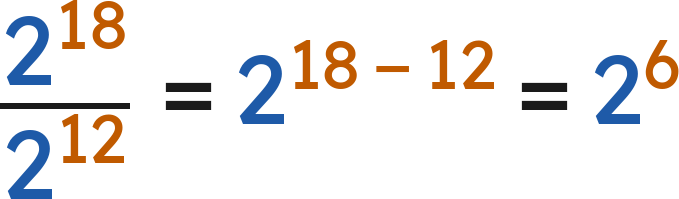 2^18 / 2^12 = 2^18 − 12 = 2^6